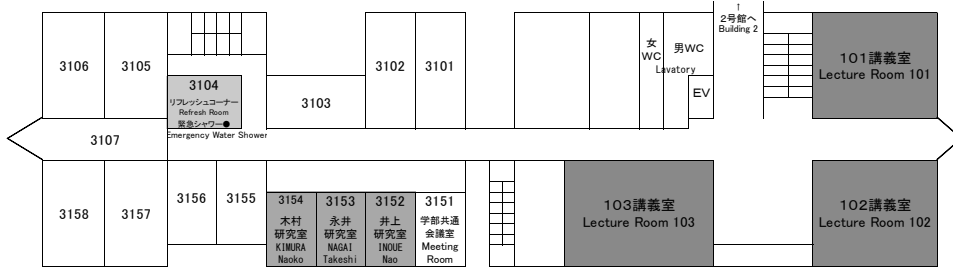 ↑
2号館へ
Building 2
3106
3105
3104
リフレッシュコーナー
Refresh Room
緊急シャワー●
Emergency Water Shower
3103
3102
3101
女
WC
男WC
Lavatory
EV
101講義室
Lecture Room 101
3107
3158
3157
3156
3155
3154
木村
研究室
KIMURA
Naoko
3153
永井
研究室
NAGAI
Takeshi
3152
井上
研究室
INOUE
Nao
3151
学部共通
会議室
Meeting
Room
103講義室
Lecture Room 103
102講義室
Lecture Room 102